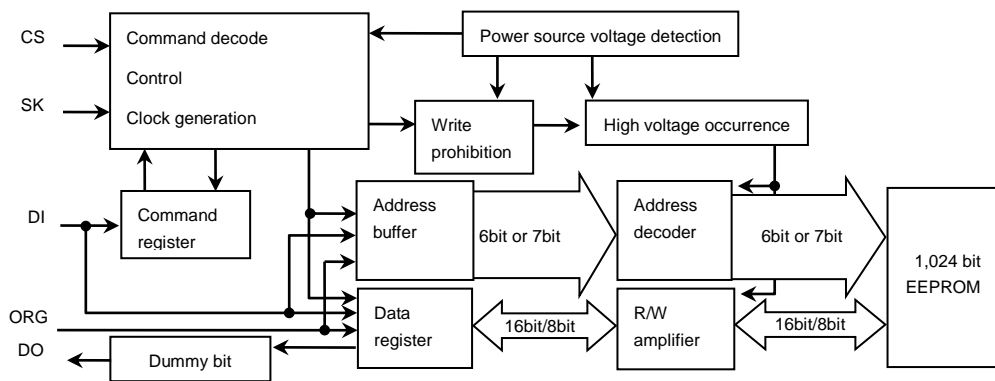 CS
Command decode
Control
Clock generation
Power source voltage detection
SK
Write
prohibition
High voltage occurrence
DI
Command
register
Address
buffer
6bit or 7bit
Address
decoder
6bit or 7bit
1,024 bit
EEPROM
ORG
Data
register
16bit/8bit
R/W
amplifier
16bit/8bit
DO
Dummy bit